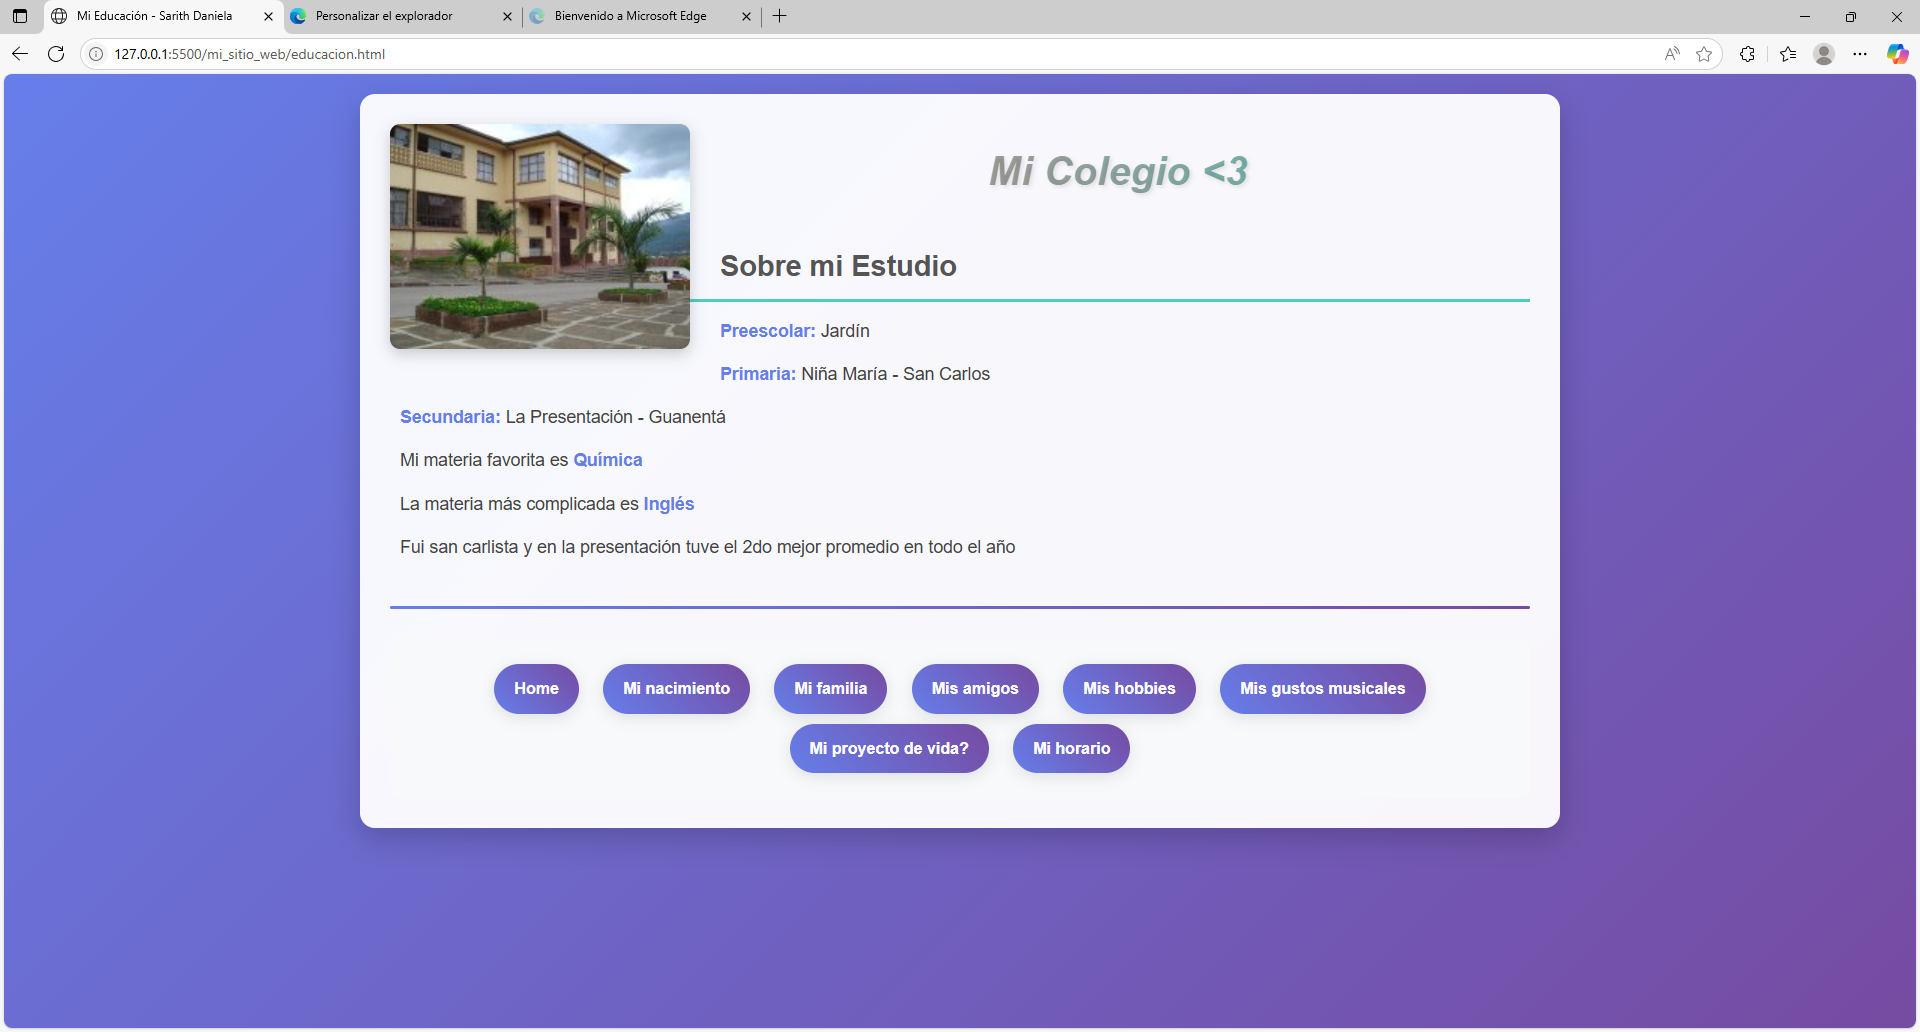 Mi Educación - Sarith Daniela
Personalizar el explorador
Bienvenido a Microsoft Edge
127.0.0.1:5500/mi_sitio_web/educacion.html
Mi Colegio <3
Sobre mi Estudio
Preescolar: Jardín
Primaria: Niña María - San Carlos
Secundaria: La Presentación - Guanentá
Mi materia favorita es Química
La materia más complicada es Inglés
Fui san carlista y en la presentación tuve el 2do mejor promedio en todo el año
Home Mi nacimiento Mi familia Mis amigos Mis hobbies Mis gustos musicales
Mi proyecto de vida? Mi horario